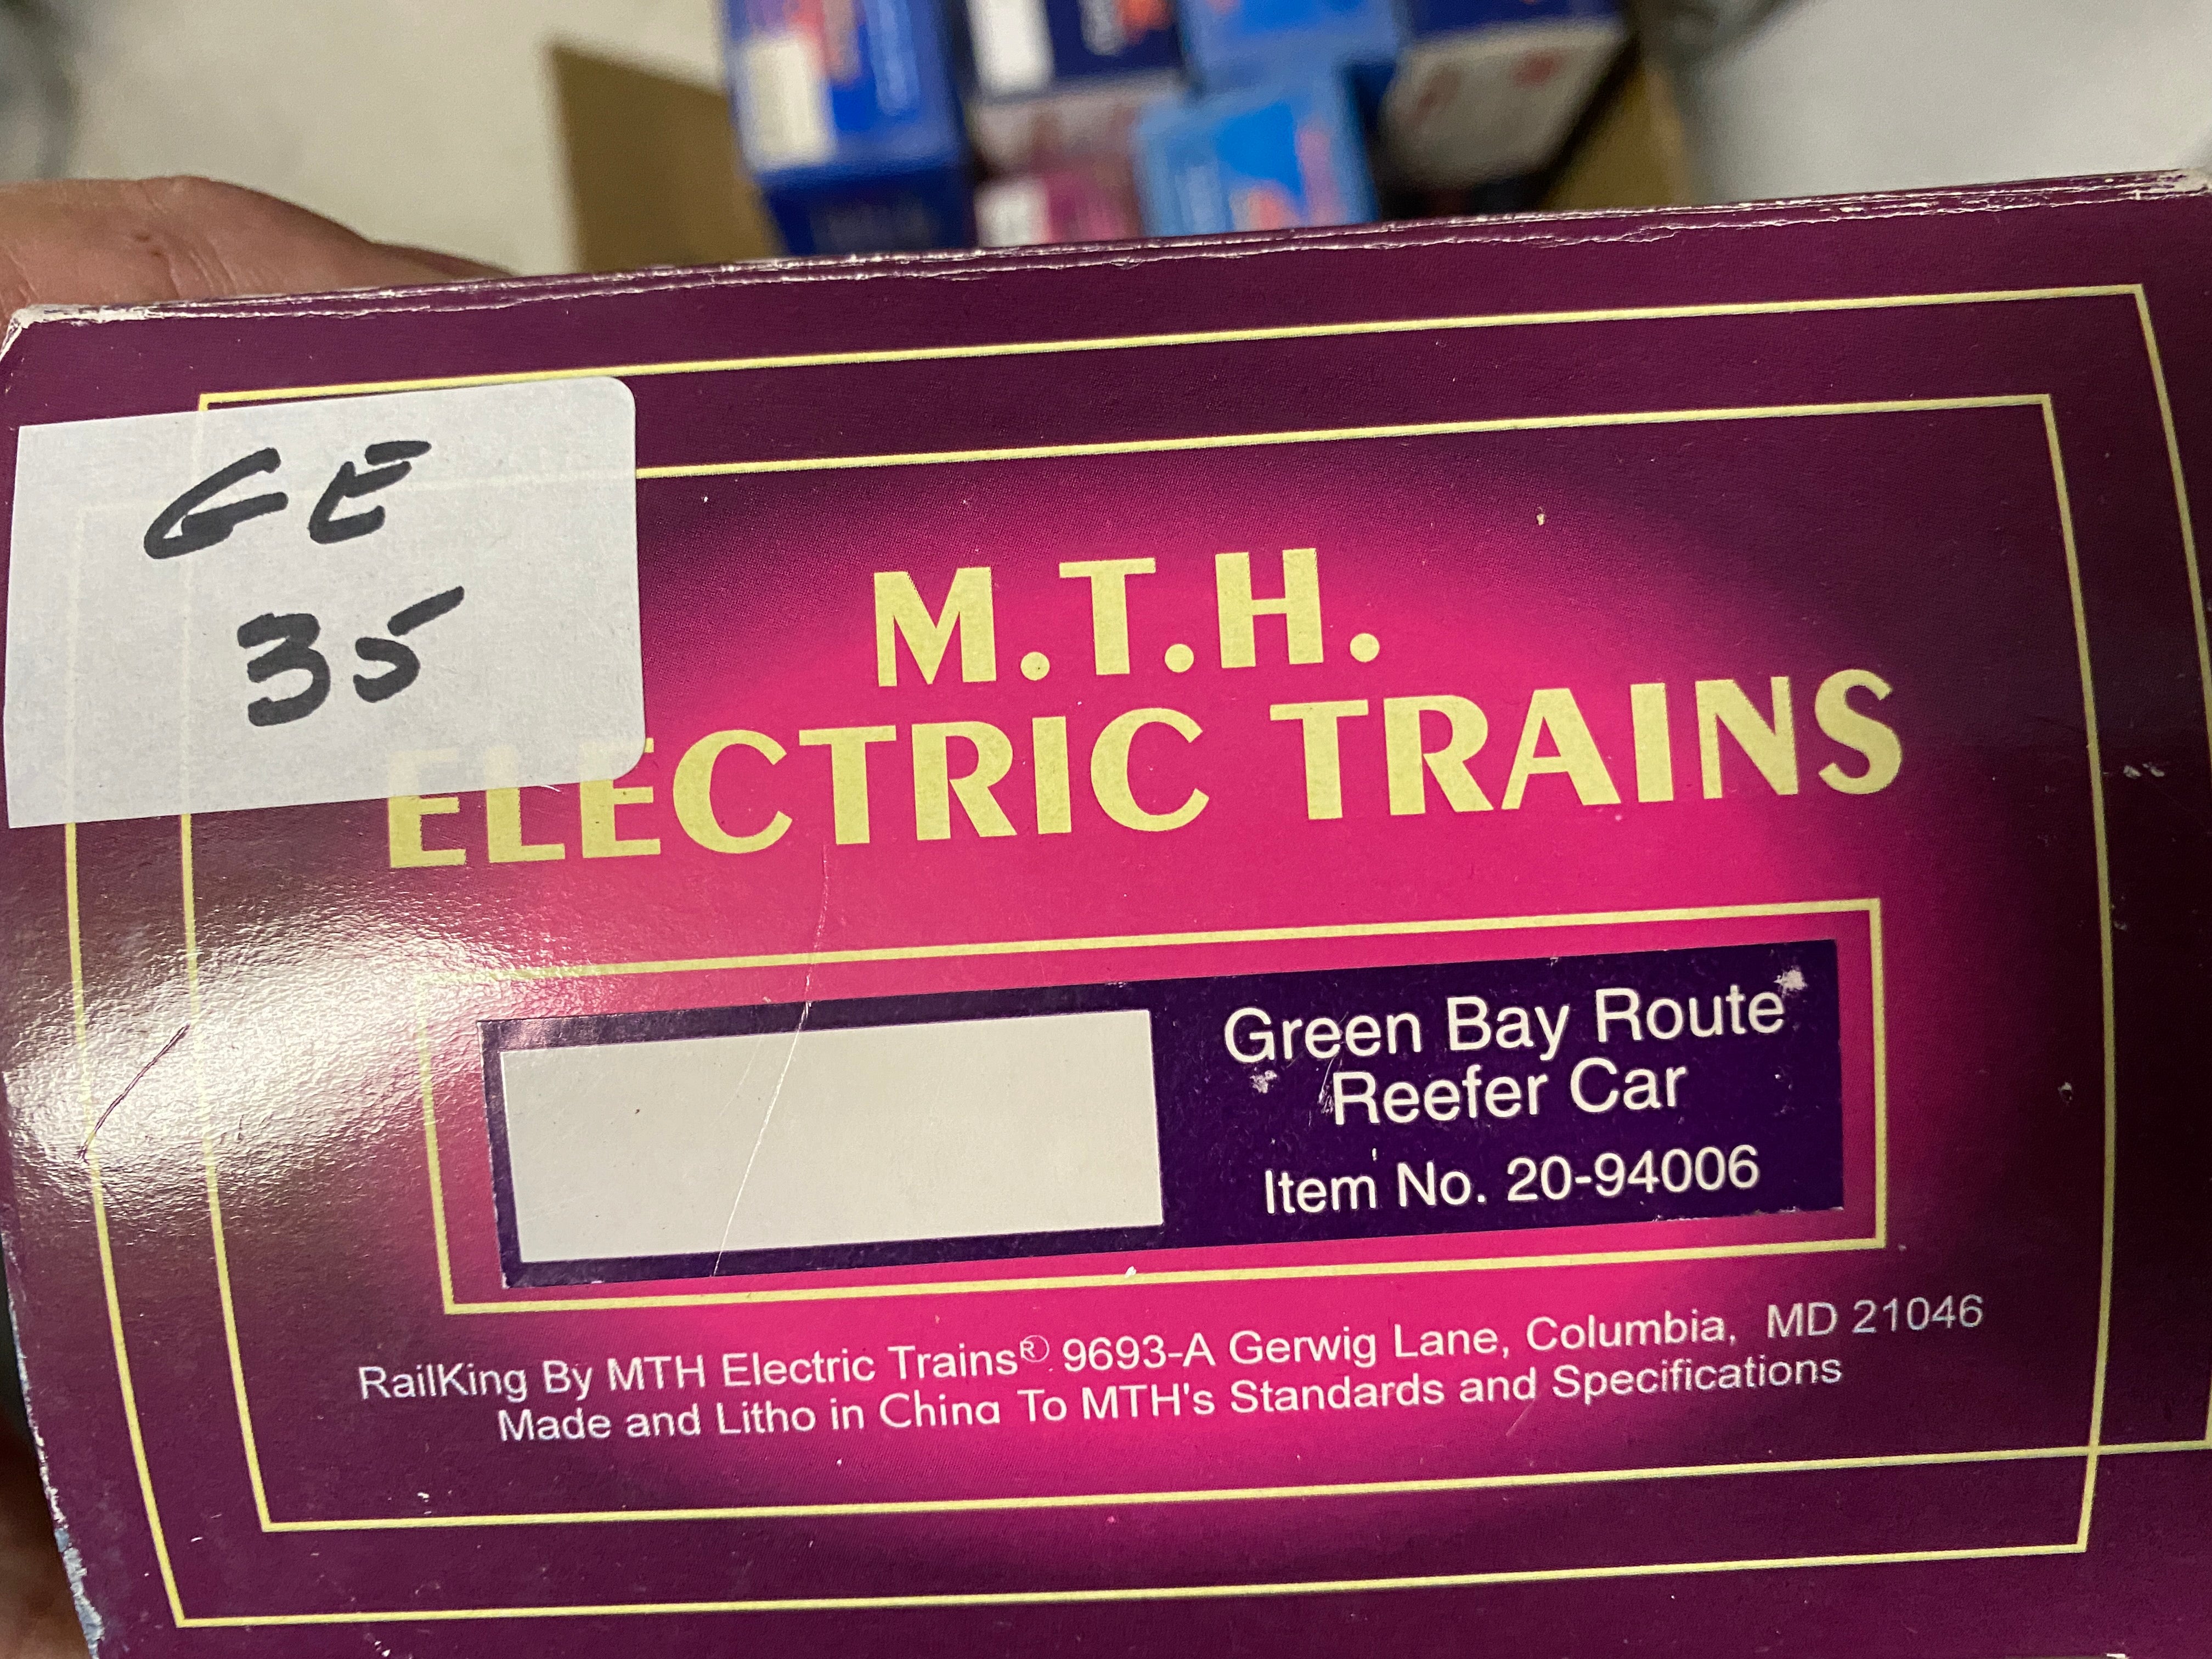 GE
35
M.T.H.
ELECTRIC TRAINS
Green Bay Route
Reefer Car
Item No. 20-94006
RailKing By MTH Electric Trains® 9693-A Gerwig Lane, Columbia, MD 21046
Made and Litho in China To MTH's Standards and Specifications